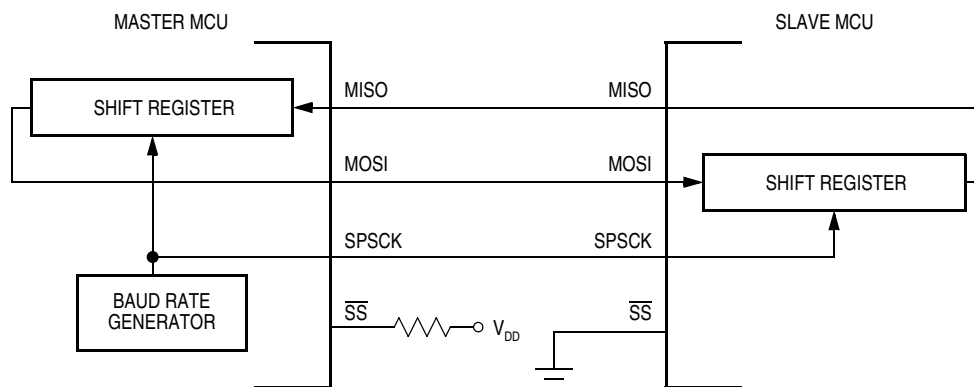 MASTER MCU
SLAVE MCU
SHIFT REGISTER
MISO
MISO
MOSI
MOSI
SHIFT REGISTER
SPSCK
SPSCK
BAUD RATE
GENERATOR
SS
VDD
SS